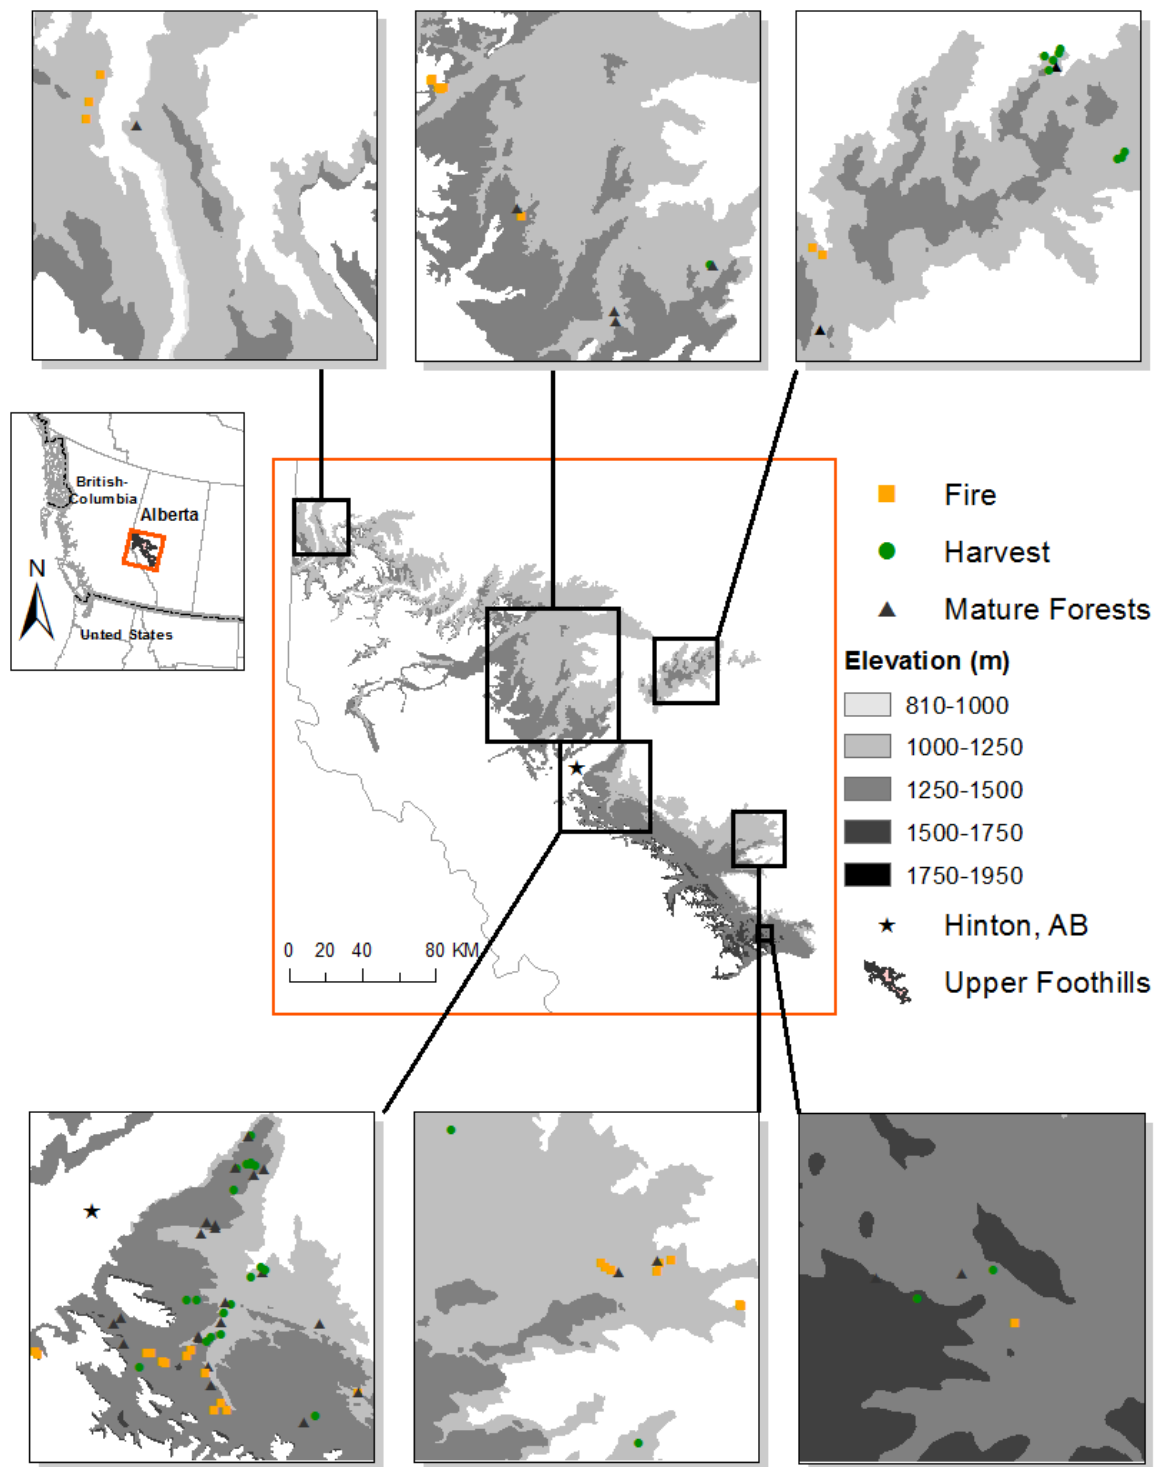 British-
Columbia
Alberta
N
United States
Fire
Harvest
Mature Forests
Elevation (m)
810-1000
1000-1250
1250-1500
1500-1750
1750-1950
Hinton, AB
Upper Foothills
0 20 40 80 KM